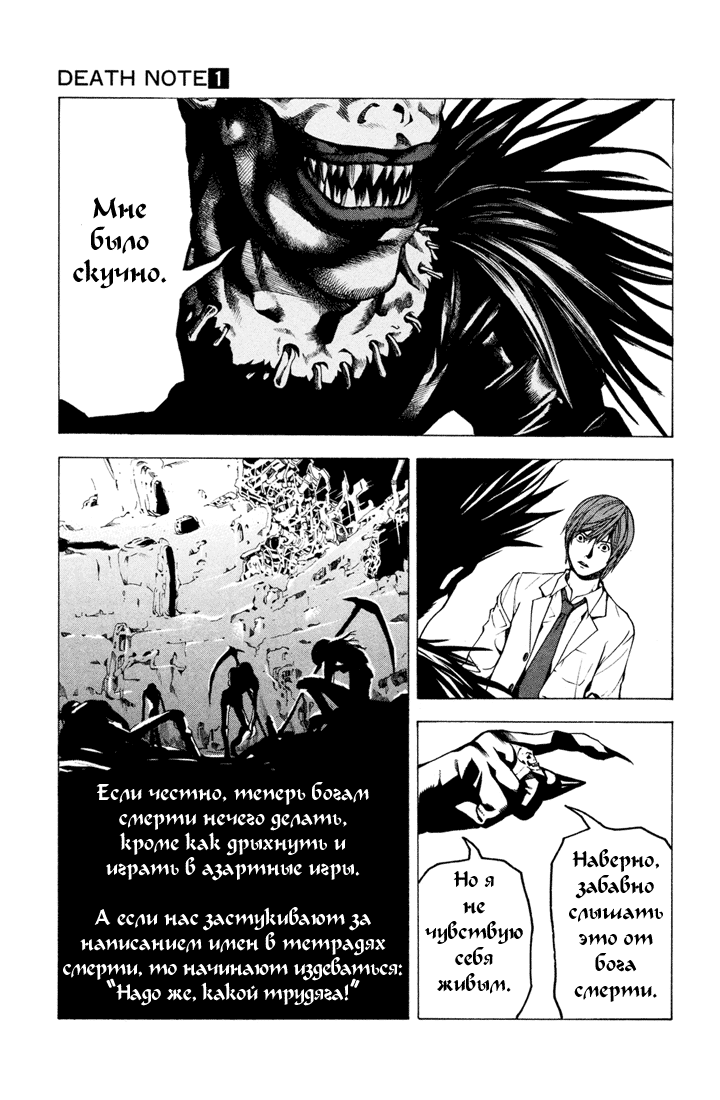 DEATH NOTE 1
Мне
было
скучно.
Наверно,
забавно
слышать
это от
бога
смерти.
Но я
не
чувствую
себя
живым.
Если честно, теперь богам
смерти нечего делать,
кроме как дрыхнуть и
играть в азартные игры.
А если нас застукивают за
написанием имен в тетрадях
смерти, то начинают издеваться:
"Надо же, какой трудяга!"